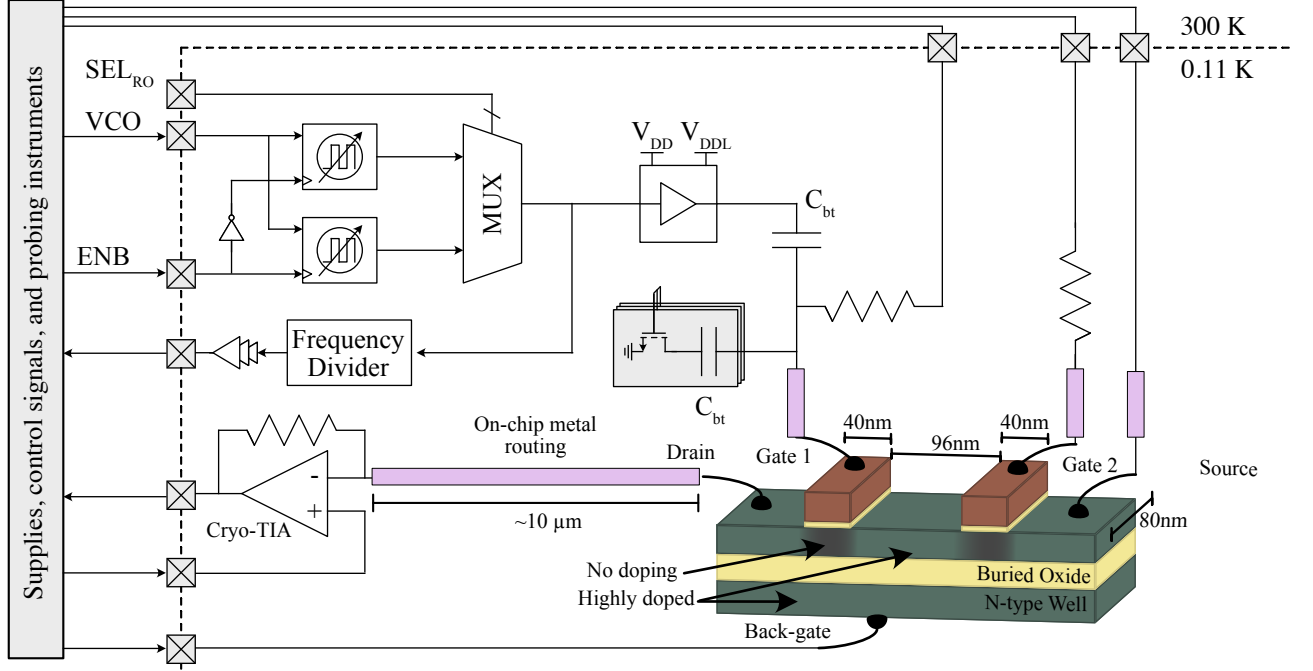 300 K
0.11 K
Supplies, control signals, and probing instruments
SEL_RO
VCO
ENB
MUX
V_DD
V_DDL
C_bt
C_bt
Frequency
Divider
On-chip metal
routing
~10 µm
Cryo-TIA
-
+
Drain
Gate 1
40nm
96nm
40nm
Gate 2
Source
80nm
No doping
Highly doped
Buried Oxide
N-type Well
Back-gate